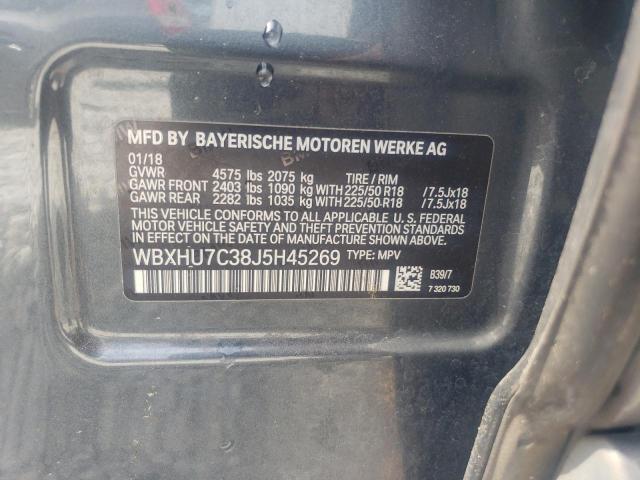 MFD BY BAYERISCHE MOTOREN WERKE AG
01/18
GVWR 4575 lbs 2075 kg TIRE / RIM
GAWR FRONT 2403 lbs 1090 kg WITH 225/50 R18 /7.5Jx18
GAWR REAR 2282 lbs 1035 kg WITH 225/50 R18 /7.5Jx18
THIS VEHICLE CONFORMS TO ALL APPLICABLE U. S. FEDERAL
MOTOR VEHICLE SAFETY, BUMPER, AND THEFT PREVENTION STANDARDS
IN EFFECT ON THE DATE OF MANUFACTURE SHOWN ABOVE.
WBXHU7C38J5H45269 TYPE: MPV
B39/7
7 320 730